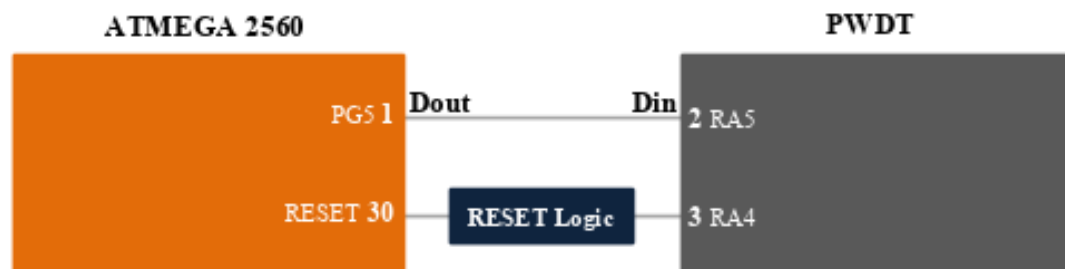 ATMEGA 2560
PWDT
PG5 1
Dout
Din
2 RA5
RESET 30
RESET Logic
3 RA4